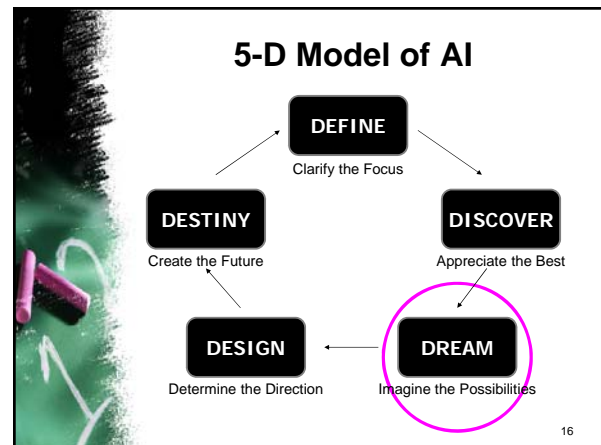 5-D Model of AI
DEFINE
Clarify the Focus
DISCOVER
Appreciate the Best
DREAM
Imagine the Possibilities
DESIGN
Determine the Direction
DESTINY
Create the Future
16